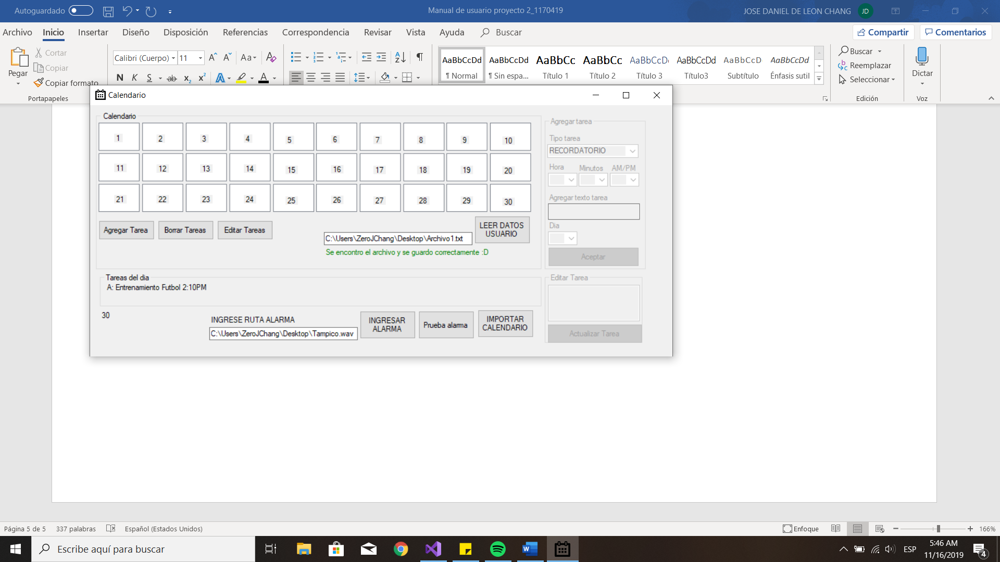 Autoguardado
Manual de usuario proyecto 2_1170419
JOSE DANIEL DE LEON CHANG JD
Archivo Inicio Insertar Diseño Disposición Referencias Correspondencia Revisar Vista Ayuda Buscar
Compartir Comentarios
Pegar
Cortar
Copiar
Copiar formato
Portapapeles
Calibri (Cuerpo) 11
N K S ab x₂ x² A A
AaBbCcDd AaBbCcDd AaBbCc AaBbCc AaBbCcDd AaBbCcDd AaBbCcD AaBbCcDd
¶ Normal ¶ Sin espa... Título 1 Título 2 Título 3 Título3 Subtítulo Énfasis sutil
Buscar
Reemplazar
Seleccionar
Edición
Dictar
Voz
Calendario
Calendario
1 2 3 4 5 6 7 8 9 10
11 12 13 14 15 16 17 18 19 20
21 22 23 24 25 26 27 28 29 30
Agregar Tarea Borrar Tareas Editar Tareas
C:\Users\ZeroJChang\Desktop\Archivo1.txt
LEER DATOS
USUARIO
Se encontro el archivo y se guardo correctamente :D
Agregar tarea
Tipo tarea
RECORDATORIO
Hora Minutos AM/PM
Agregar texto tarea
Dia
Aceptar
Tareas del dia
A: Entrenamiento Futbol 2:10PM
Editar Tarea
Actualizar Tarea
30
INGRESE RUTA ALARMA
C:\Users\ZeroJChang\Desktop\Tampico.wav
INGRESAR
ALARMA
Prueba alarma
IMPORTAR
CALENDARIO
Página 5 de 5 337 palabras Español (Estados Unidos)
Enfoque 166%
Escribe aquí para buscar
ESP
5:46 AM
11/16/2019
4